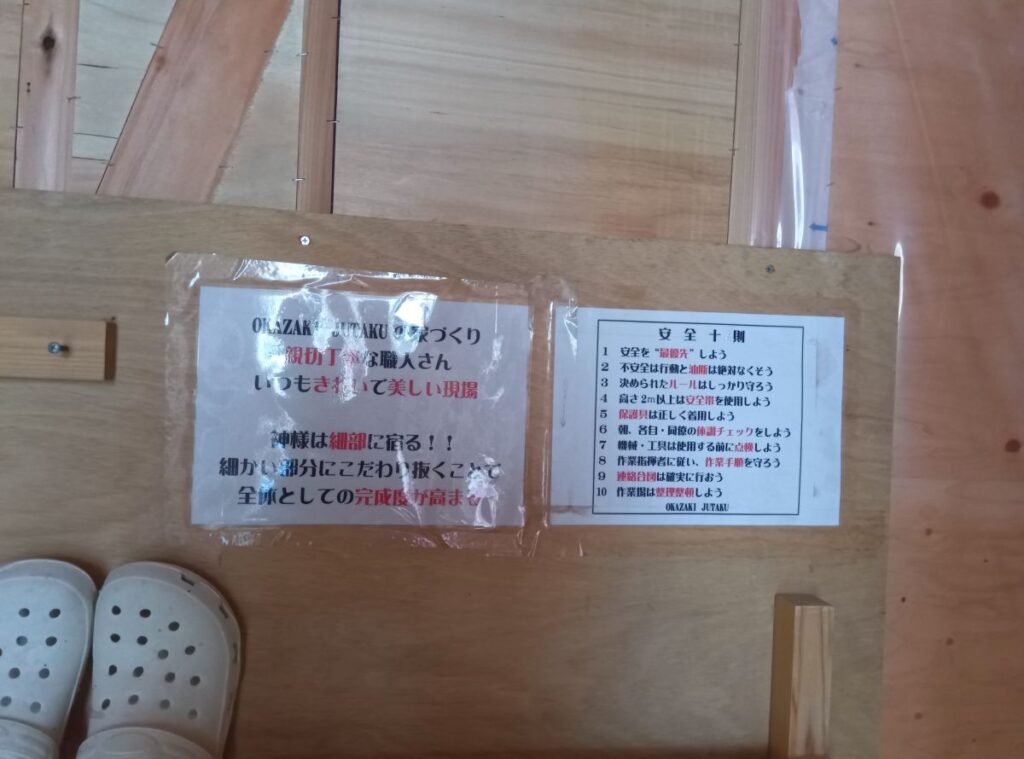 OKAZAKI JUTAKUの家づくり
親切丁寧な職人さん
いつもきれいで美しい現場
神様は細部に宿る！！
細かい部分にこだわり抜くことで
全体としての完成度が高まる
安全十則
1 安全を“最優先”しよう
2 不安全は行動と油断は絶対なくそう
3 決められたルールはしっかり守ろう
4 高さ2m以上は安全帯を使用しよう
5 保護具は正しく着用しよう
6 朝、各自・同僚の体調チェックをしよう
7 機械・工具は使用する前に点検しよう
8 作業指揮者に従い、作業手順を守ろう
9 連絡合図は確実に行おう
10 作業場は整理整頓しよう
OKAZAKI JUTAKU